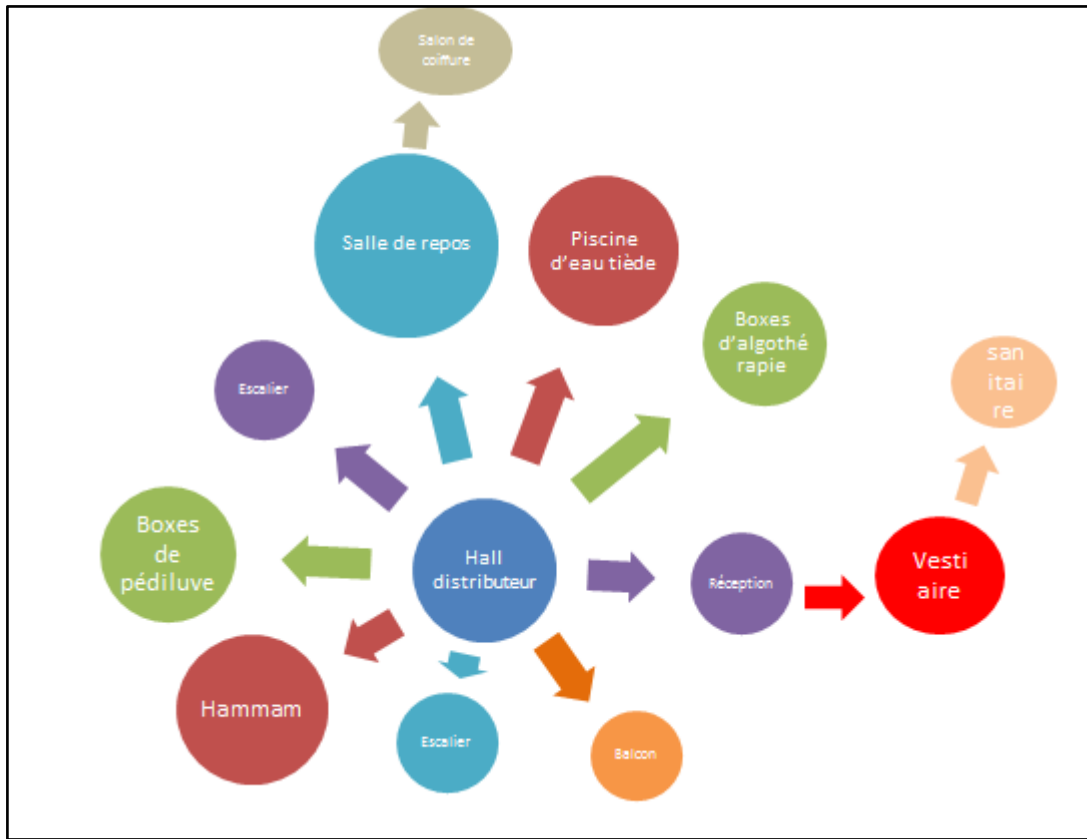 Salon de
coiffure
Salle de repos
Piscine
d'eau tiède
Boxes
d'algothé
rapie
san
itai
re
Escalier
Boxes
de
pédiluve
Hall
distributeur
Réception
Vesti
aire
Hammam
Escalier
Balcon